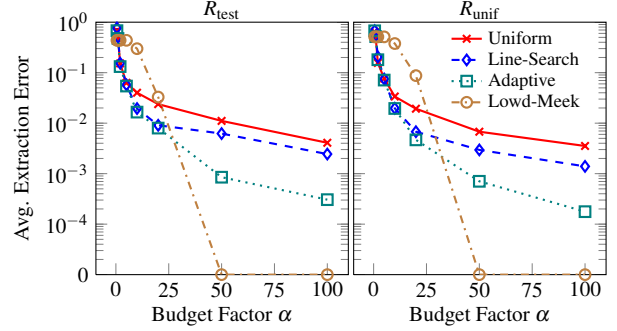 R_test R_unif
10^0
10^−1
10^−2
10^−3
10^−4
0
Avg. Extraction Error
Uniform
Line-Search
Adaptive
Lowd-Meek
0 25 50 75 100 0 25 50 75 100
Budget Factor α Budget Factor α